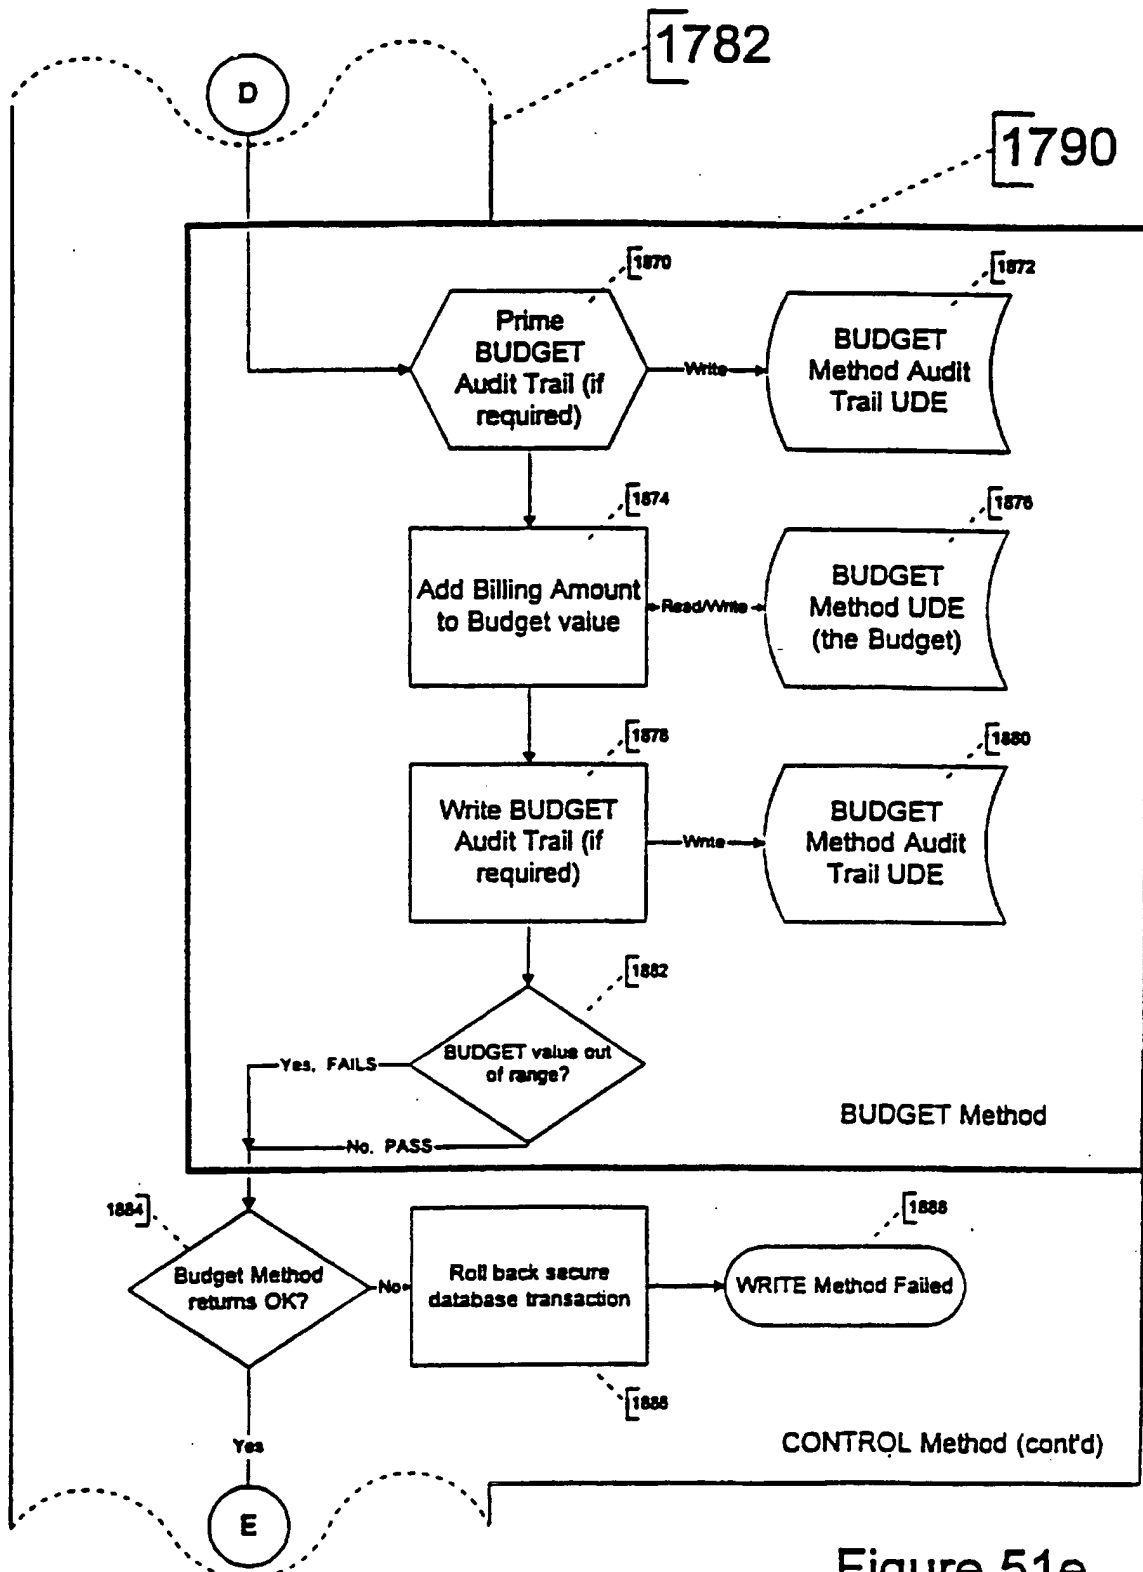 1782
D
1790
1870
1872
Prime
BUDGET
Audit Trail (if
required)
Write
BUDGET
Method Audit
Trail UDE
1874
1876
Add Billing Amount
to Budget value
Read/Write
BUDGET
Method UDE
(the Budget)
1878
1880
Write BUDGET
Audit Trail (if
required)
Write
BUDGET
Method Audit
Trail UDE
1882
BUDGET value out
of range?
Yes, FAILS
No, PASS
BUDGET Method
1884
1888
Budget Method
returns OK?
No
Roll back secure
database transaction
WRITE Method Failed
1886
Yes
CONTROL Method (cont'd)
E
Figure 51e